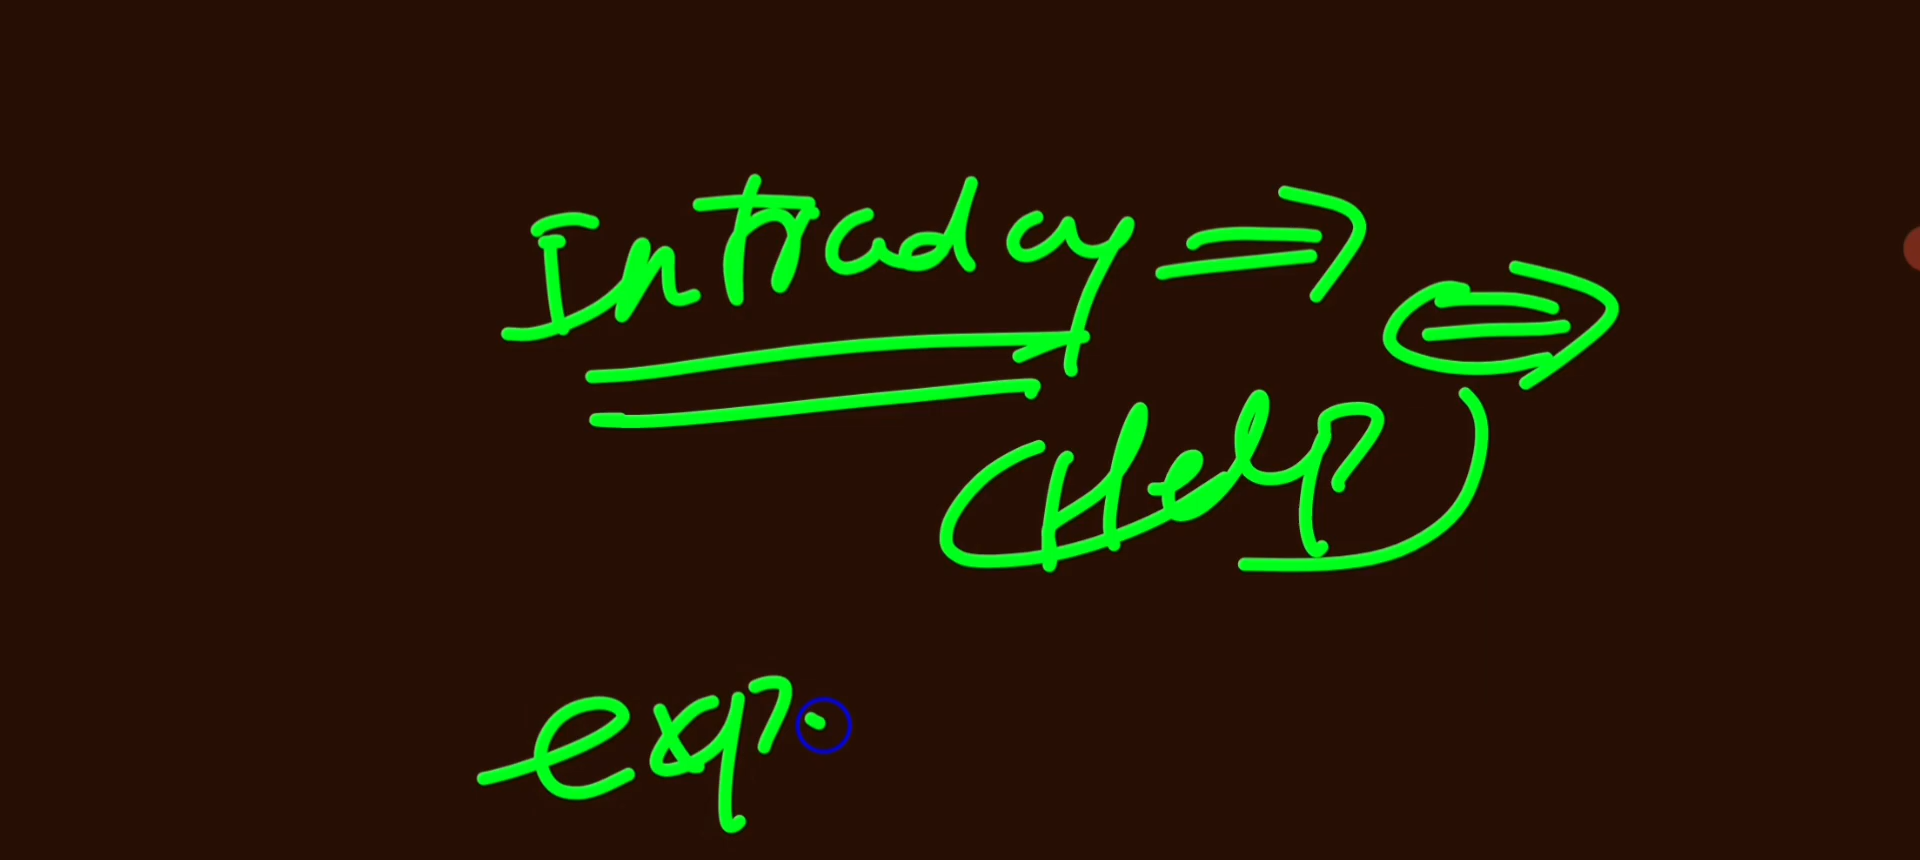 Intraday ⇒ ⇒
(Help)
exp